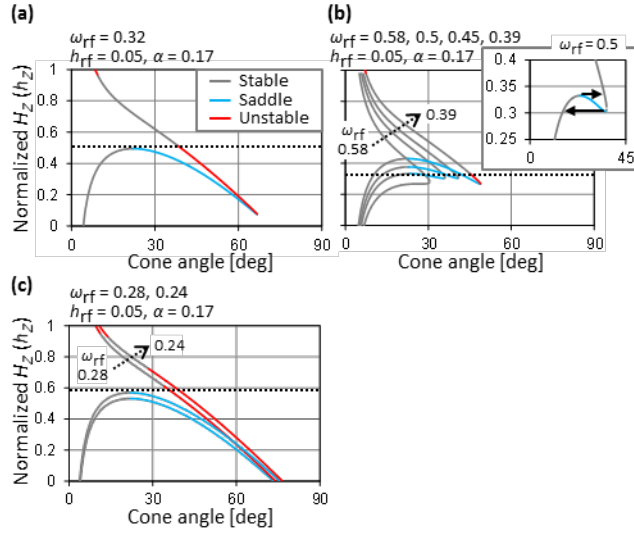 (a)
ω_rf = 0.32
h_rf = 0.05, α = 0.17
Normalized H_Z (h_Z)
1
0.8
0.6
0.4
0.2
0
Stable
Saddle
Unstable
0 30 60 90
Cone angle [deg]
(b)
ω_rf = 0.58, 0.5, 0.45, 0.39
h_rf = 0.05, α = 0.17
ω_rf
0.58
0.39
0 30 60 90
Cone angle [deg]
ω_rf = 0.5
0.4
0.35
0.3
0.25
0 45
(c)
ω_rf = 0.28, 0.24
h_rf = 0.05, α = 0.17
Normalized H_Z (h_Z)
1
0.8
0.6
0.4
0.2
0
ω_rf
0.28
0.24
0 30 60 90
Cone angle [deg]